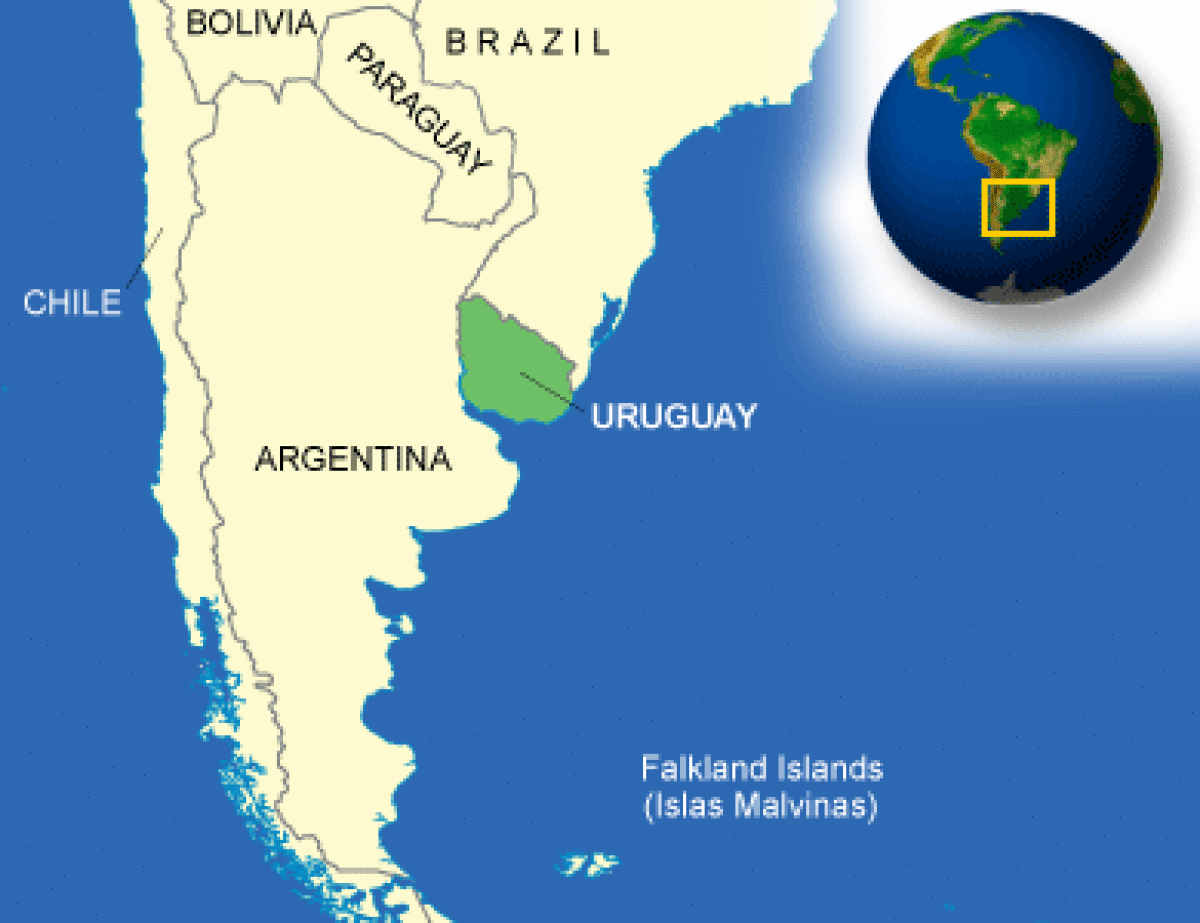 BOLIVIA
BRAZIL
PARAGUAY
CHILE
URUGUAY
ARGENTINA
Falkland Islands
(Islas Malvinas)